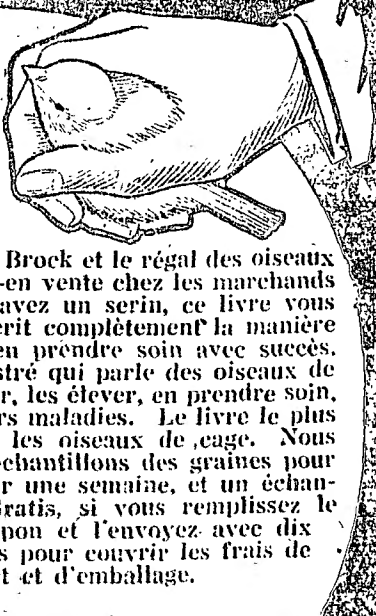 Brock et le régal des oiseaux
-en vente chez les marchands
avez un serin, ce livre vous
crit complètement la manière
en prendre soin avec succès.
stré qui parle des oiseaux de
r, les élever, en prendre soin,
rs maladies. Le livre le plus
les oiseaux de cage. Nous
échantillons des graines pour
r une semaine, et un échan-
Gratis, si vous remplissez le
pon et l'envoyez avec dix
s pour couvrir les frais de
t et d'emballage.